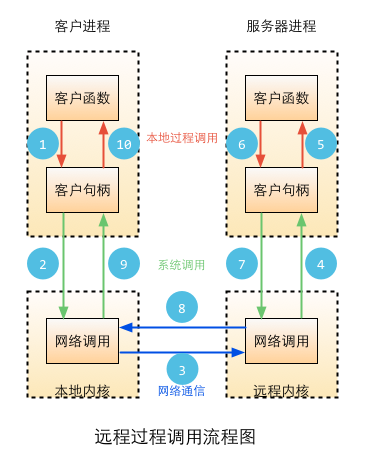 客户进程
服务器进程
客户函数
客户函数
1
10
本地过程调用
6
5
客户句柄
客户句柄
2
9
系统调用
7
4
8
网络调用
网络调用
3
本地内核
网络通信
远程内核
远程过程调用流程图